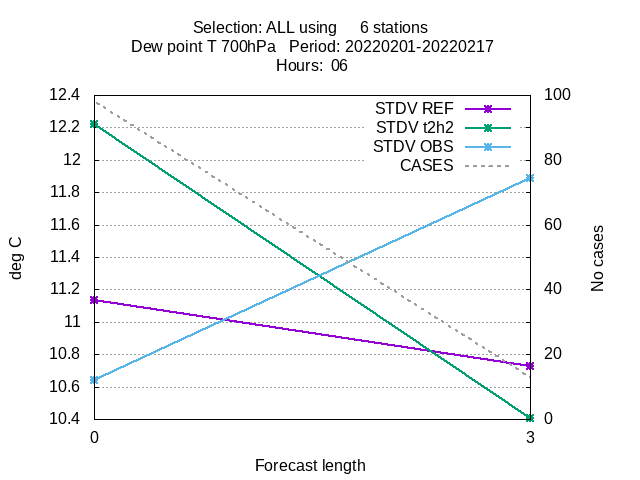 Selection: ALL using     6 stations
Dew point T 700hPa   Period: 20220201-20220217
Hours:  06
12.4
12.2
12
11.8
11.6
11.4
11.2
11
10.8
10.6
10.4
deg C
STDV REF
STDV t2h2
STDV OBS
CASES
100
80
60
40
20
0
No cases
0
3
Forecast length